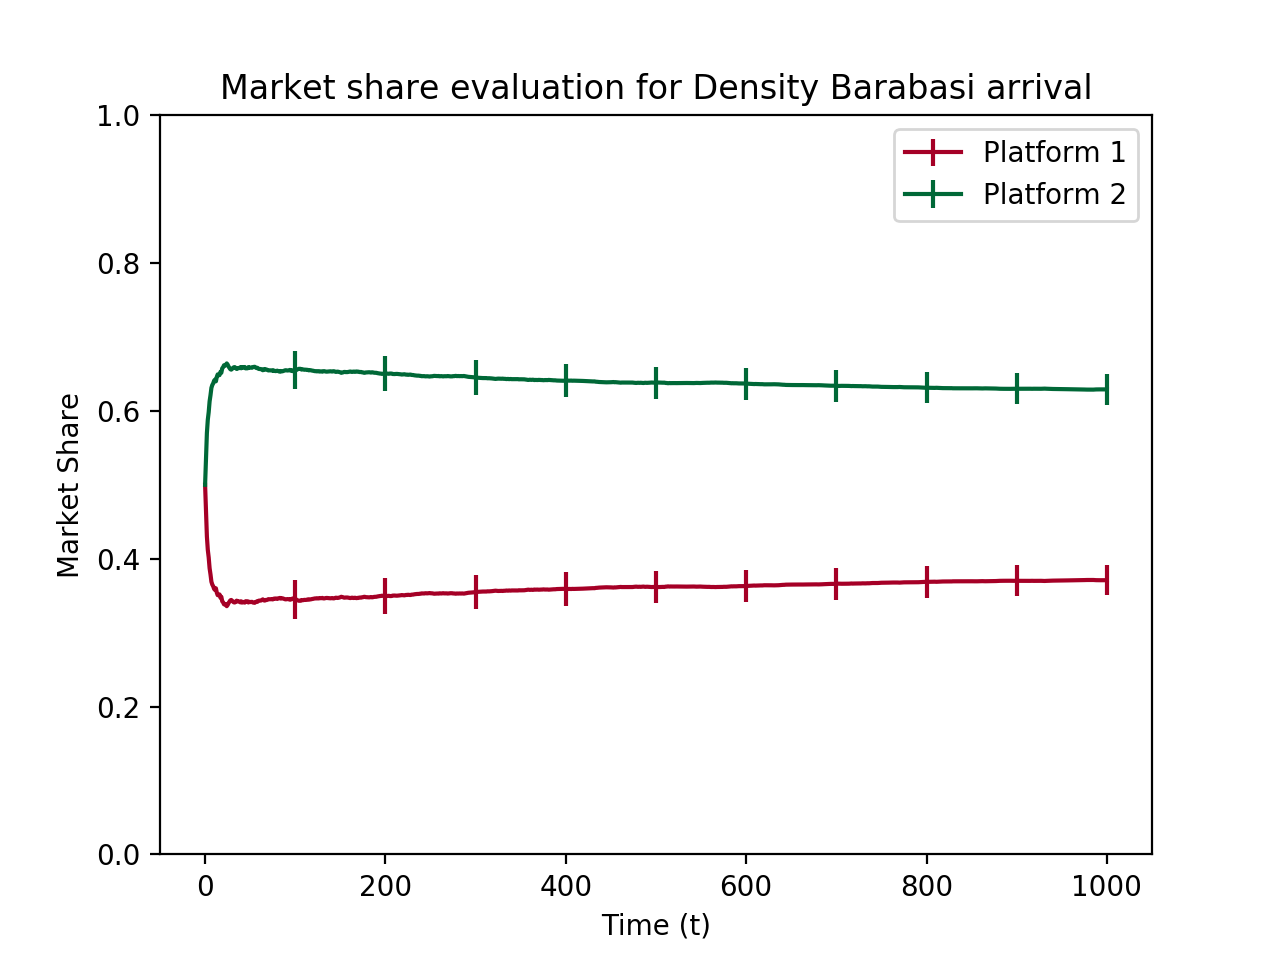 Market share evaluation for Density Barabasi arrival
Platform 1
Platform 2
Market Share
1.0
0.8
0.6
0.4
0.2
0.0
0 200 400 600 800 1000
Time (t)